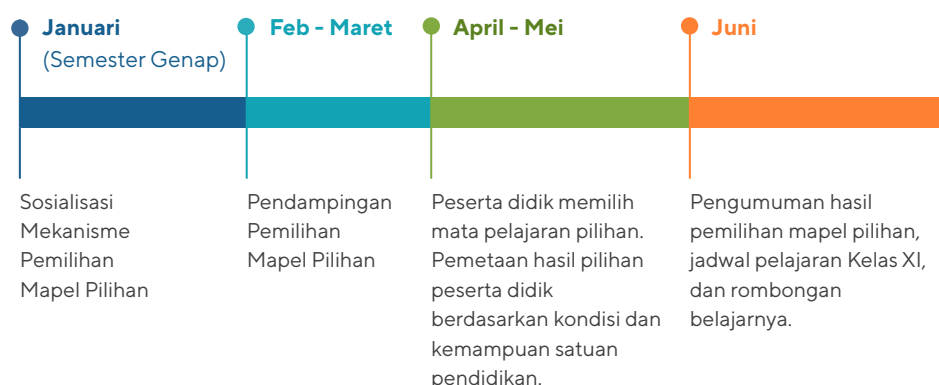 Januari
(Semester Genap)
Feb - Maret
April - Mei
Juni
Sosialisasi
Mekanisme
Pemilihan
Mapel Pilihan
Pendampingan
Pemilihan
Mapel Pilihan
Peserta didik memilih
mata pelajaran pilihan.
Pemetaan hasil pilihan
peserta didik
berdasarkan kondisi dan
kemampuan satuan
pendidikan.
Pengumuman hasil
pemilihan mapel pilihan,
jadwal pelajaran Kelas XI,
dan rombongan
belajarnya.